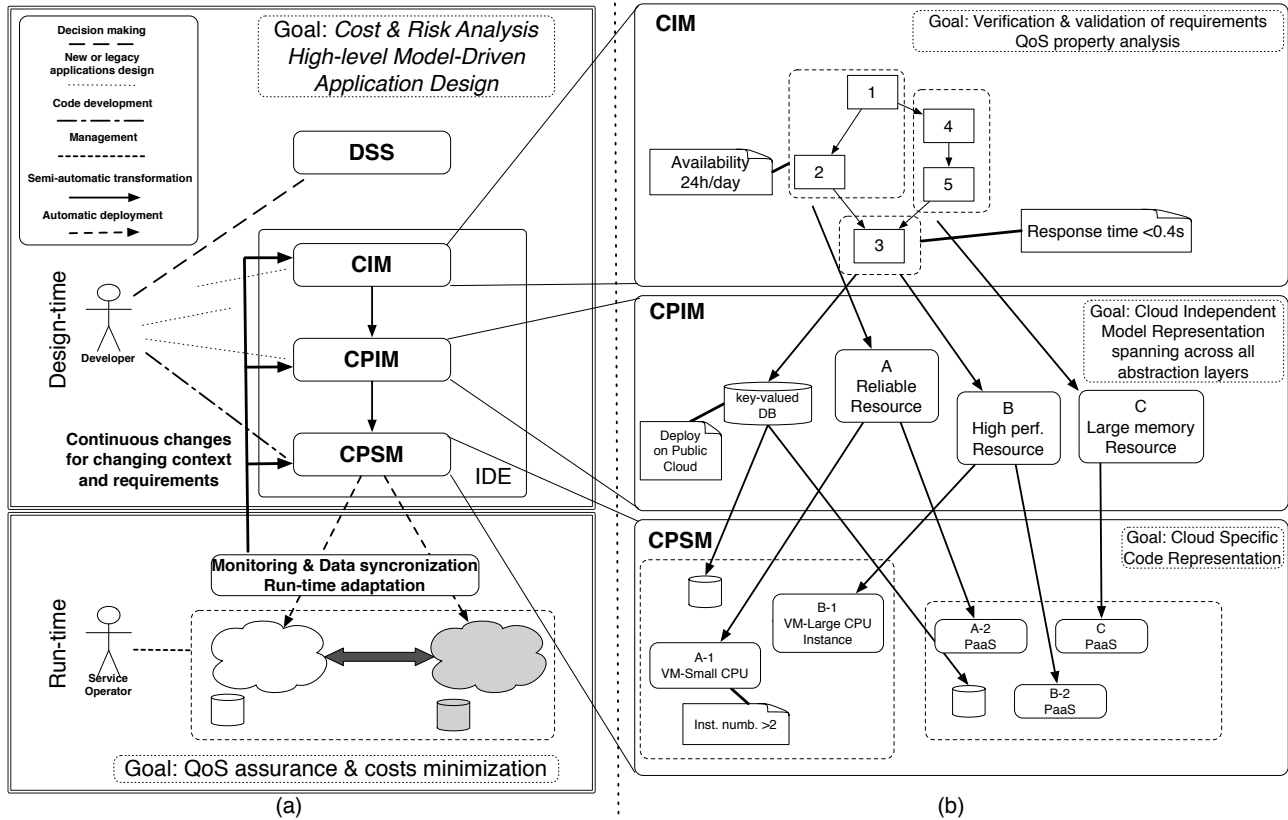 Decision making
New or legacy
applications design
Code development
Management
Semi-automatic transformation
Automatic deployment
Goal: Cost & Risk Analysis
High-level Model-Driven
Application Design
DSS
CIM
CPIM
CPSM
IDE
Design-time
Developer
Continuous changes
for changing context
and requirements
Monitoring & Data syncronization
Run-time adaptation
Run-time
Service
Operator
Goal: QoS assurance & costs minimization
(a)
CIM
Goal: Verification & validation of requirements
QoS property analysis
1
4
2
5
3
Availability
24h/day
Response time <0.4s
CPIM
Goal: Cloud Independent
Model Representation
spanning across all
abstraction layers
key-valued
DB
A
Reliable
Resource
B
High perf.
Resource
C
Large memory
Resource
Deploy
on Public
Cloud
CPSM
Goal: Cloud Specific
Code Representation
B-1
VM-Large CPU
Instance
A-1
VM-Small CPU
Inst. numb. >2
A-2
PaaS
C
PaaS
B-2
PaaS
(b)